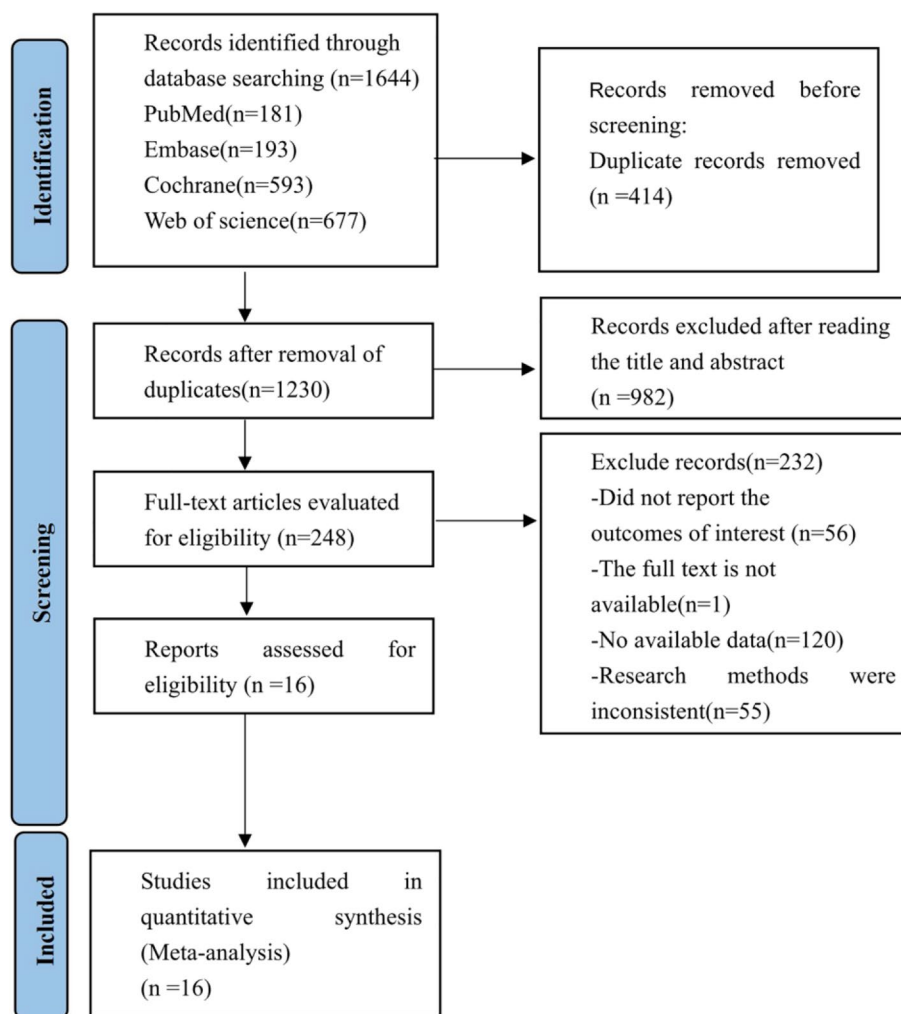 Identification
Records identified through
database searching (n=1644)
PubMed(n=181)
Embase(n=193)
Cochrane(n=593)
Web of science(n=677)
Records removed before
screening:
Duplicate records removed
(n =414)
Screening
Records after removal of
duplicates(n=1230)
Records excluded after reading
the title and abstract
(n =982)
Full-text articles evaluated
for eligibility (n=248)
Exclude records(n=232)
-Did not report the
outcomes of interest (n=56)
-The full text is not
available(n=1)
-No available data(n=120)
-Research methods were
inconsistent(n=55)
Reports assessed for
eligibility (n =16)
Included
Studies included in
quantitative synthesis
(Meta-analysis)
(n =16)